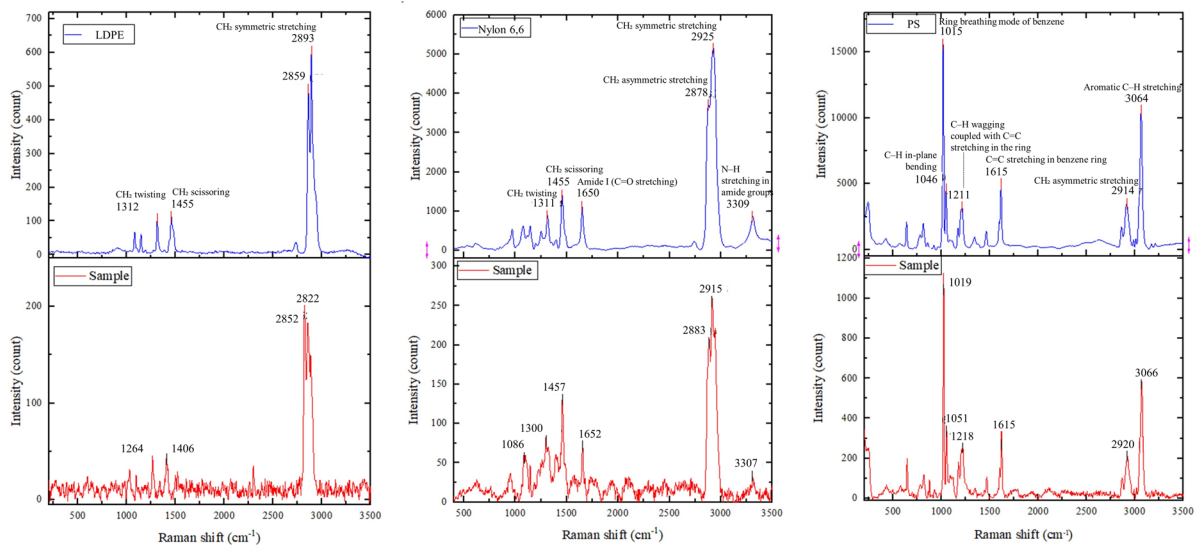 LDPE
CH₂ symmetric stretching
2893
2859
CH₂ twisting
1312
CH₂ scissoring
1455
Intensity (count)
700
600
500
400
300
200
100
0
Sample
2822
2852
1264
1406
Intensity (count)
200
100
0
500 1000 1500 2000 2500 3000 3500
Raman shift (cm⁻¹)
Nylon 6,6
CH₂ symmetric stretching
2925
CH₂ asymmetric stretching
2878
CH₂ scissoring
1455
Amide I (C=O stretching)
1650
CH₂ twisting
1311
N–H
stretching in
amide groups
3309
Intensity (count)
6000
5000
4000
3000
2000
1000
0
Sample
2915
2883
1457
1300
1086
1652
3307
Intensity (count)
300
250
200
150
100
50
0
500 1000 1500 2000 2500 3000 3500
Raman shift (cm⁻¹)
PS
Ring breathing mode of benzene
1015
Aromatic C–H stretching
3064
C–H wagging
coupled with C=C
stretching in the ring
C–H in-plane
bending
1046
1211
C=C stretching in benzene ring
1615
CH₂ asymmetric stretching
2914
Intensity (count)
15000
10000
5000
0
Sample
1019
1051
1218
1615
2920
3066
Intensity (count)
1200
1000
800
600
400
200
0
500 1000 1500 2000 2500 3000 3500
Raman shift (cm⁻¹)